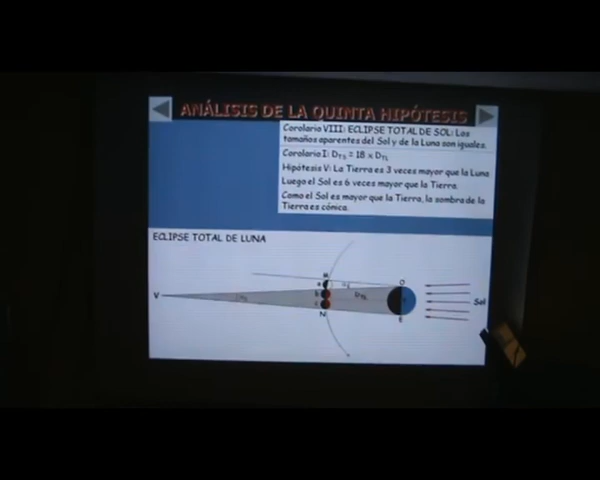 ANÁLISIS DE LA QUINTA HIPÓTESIS
Corolario VIII: ECLIPSE TOTAL DE SOL: Los
tamaños aparentes del Sol y de la Luna son iguales.
Corolario I: DTS = 18 x DTL
Hipótesis V: La Tierra es 3 veces mayor que la Luna
Luego el Sol es 6 veces mayor que la Tierra.
Como el Sol es mayor que la Tierra, la sombra de la
Tierra es cónica.
ECLIPSE TOTAL DE LUNA
V
N
DTL
Sol